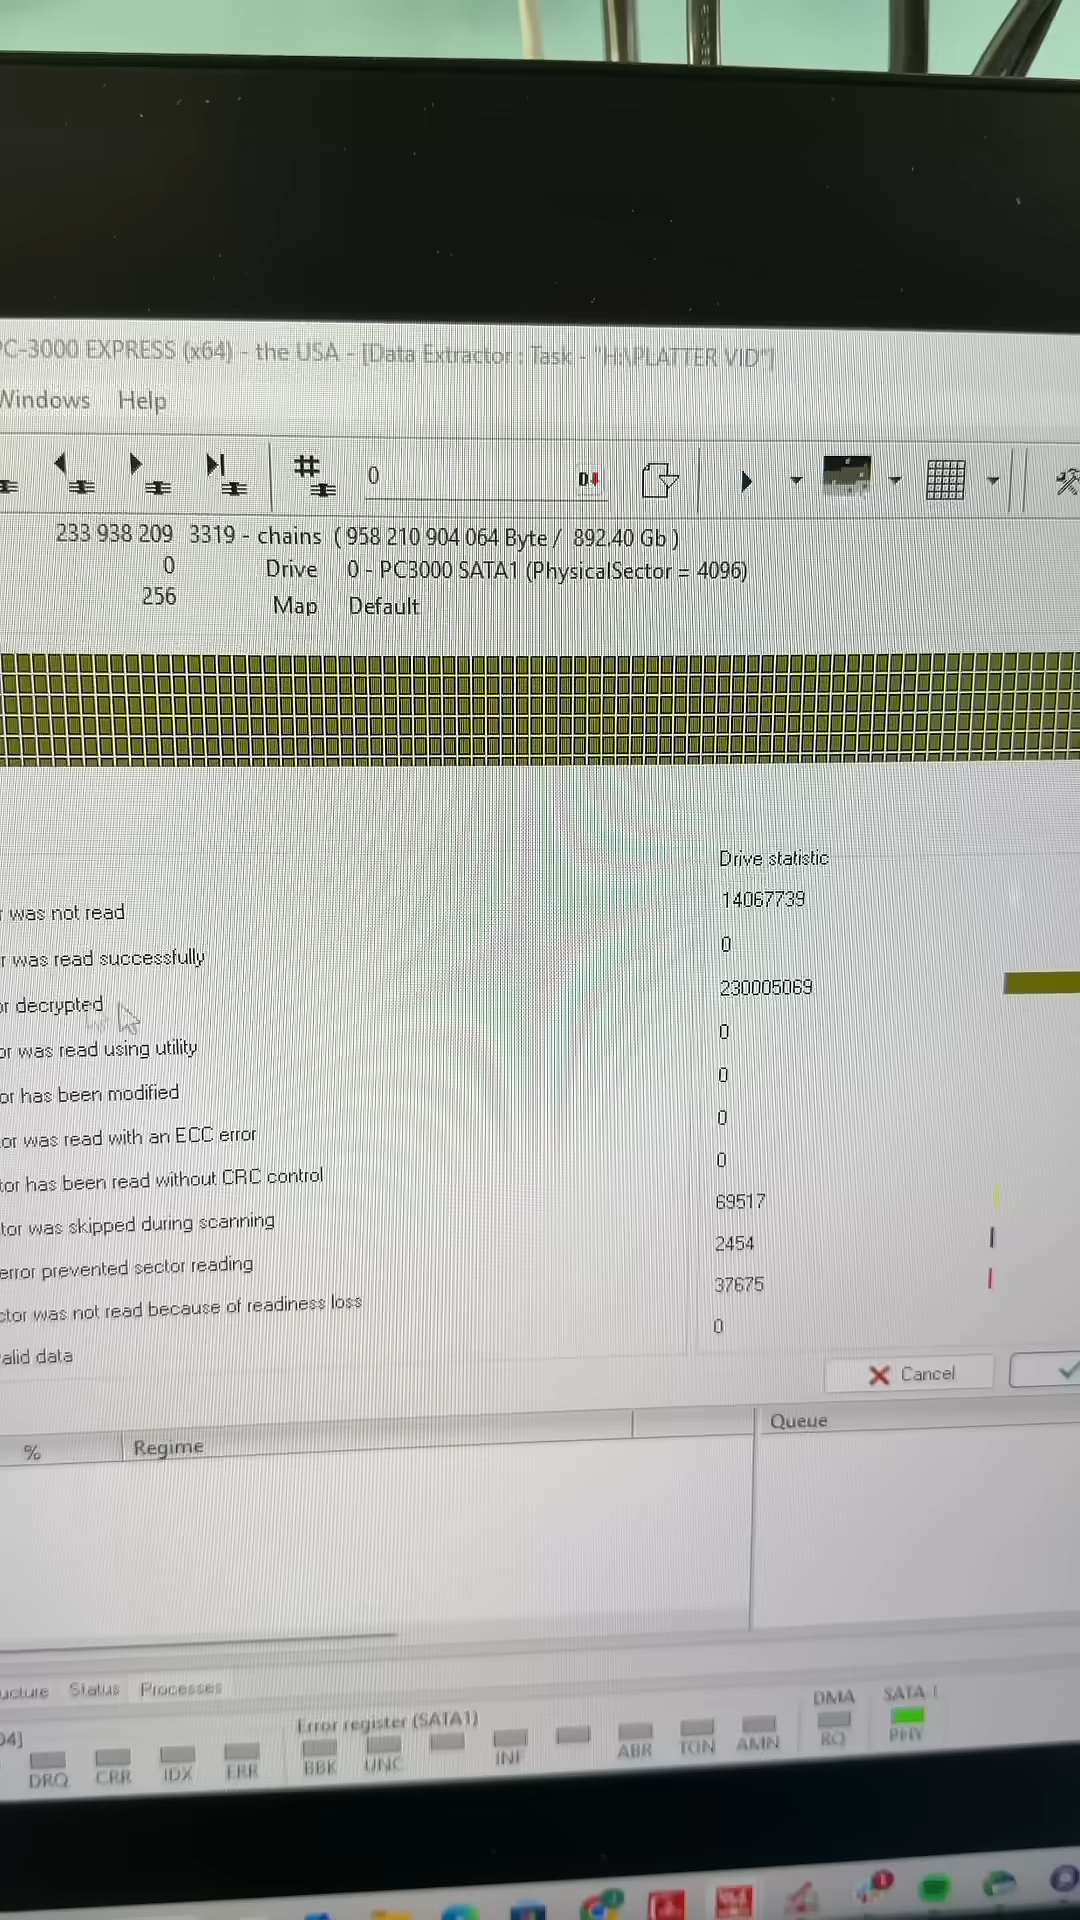 PC-3000 EXPRESS (x64) - the USA - [Data Extractor : Task - "H:\PLATTER VID"]
Windows Help
0
233 938 209 3319 - chains ( 958 210 904 064 Byte / 892.40 Gb )
0 Drive 0 - PC3000 SATA1 (PhysicalSector = 4096)
256 Map Default
Drive statistic
r was not read 14067739
r was read successfully 0
or decrypted 230005069
or was read using utility 0
or has been modified 0
or was read with an ECC error 0
tor has been read without CRC control 0
tor was skipped during scanning 69517
error prevented sector reading 2454
ctor was not read because of readiness loss 37675
alid data 0
Cancel
% Regime Queue
ucture Status Processes
04] Error register (SATA1) DMA SATA I
DRQ CRR IDX ERR BBK UNC INF ABR TON AMN RQ PHY